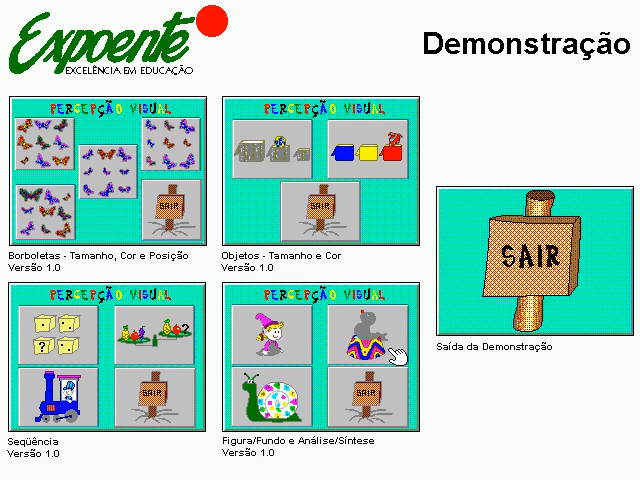 Expoente
EXCELÊNCIA EM EDUCAÇÃO
Demonstração
PERCEPÇÃO VISUAL
SAIR
Borboletas - Tamanho, Cor e Posição
Versão 1.0
PERCEPÇÃO VISUAL
SAIR
Objetos - Tamanho e Cor
Versão 1.0
SAIR
Saída da Demonstração
PERCEPÇÃO VISUAL
?
?
SAIR
Seqüência
Versão 1.0
PERCEPÇÃO VISUAL
SAIR
Figura/Fundo e Análise/Síntese
Versão 1.0